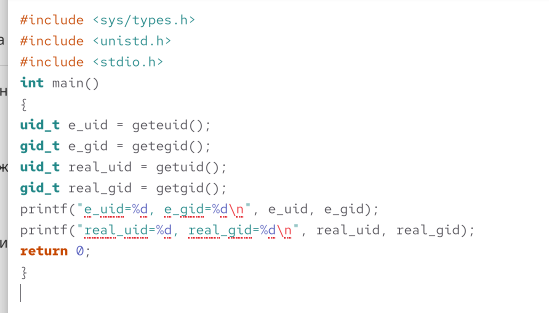 #include <sys/types.h>
#include <unistd.h>
#include <stdio.h>
int main()
{
uid_t e_uid = geteuid();
gid_t e_gid = getegid();
uid_t real_uid = getuid();
gid_t real_gid = getgid();
printf("e_uid=%d, e_gid=%d\n", e_uid, e_gid);
printf("real_uid=%d, real_gid=%d\n", real_uid, real_gid);
return 0;
}